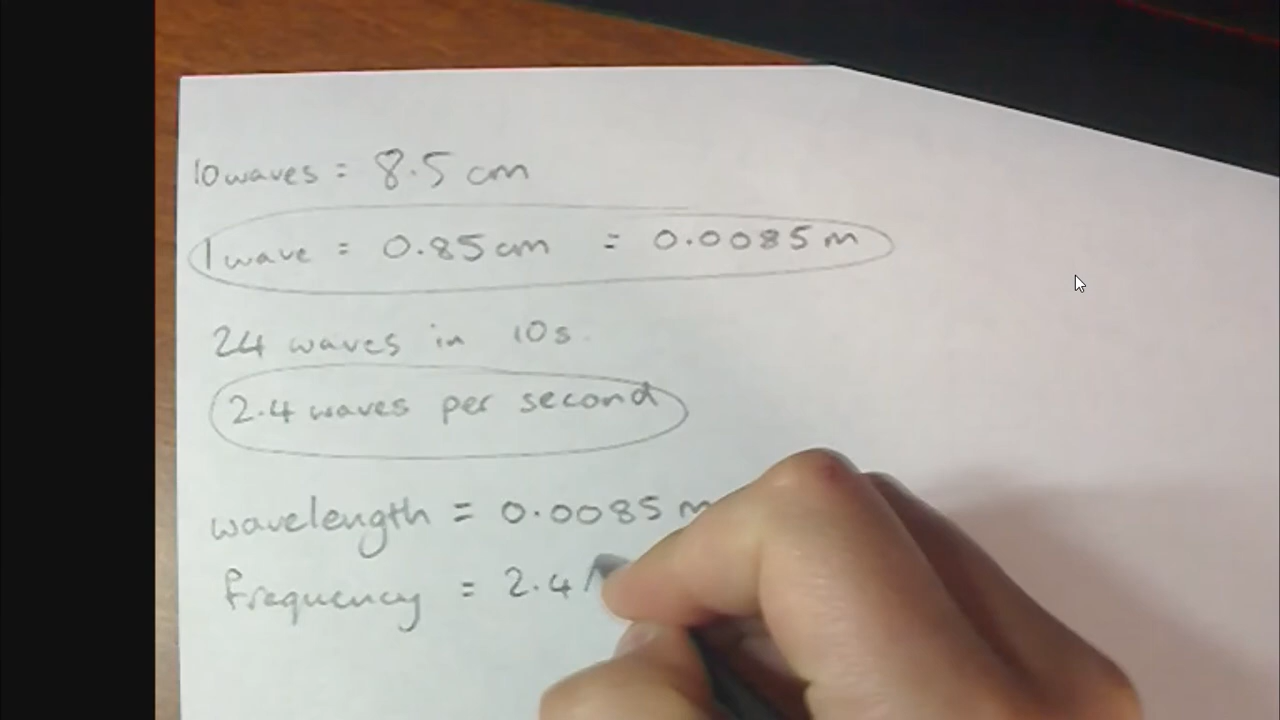 10 waves = 8.5 cm
1 wave = 0.85 cm = 0.0085 m
24 waves in 10s.
2.4 waves per second
wavelength = 0.0085 m
frequency = 2.4